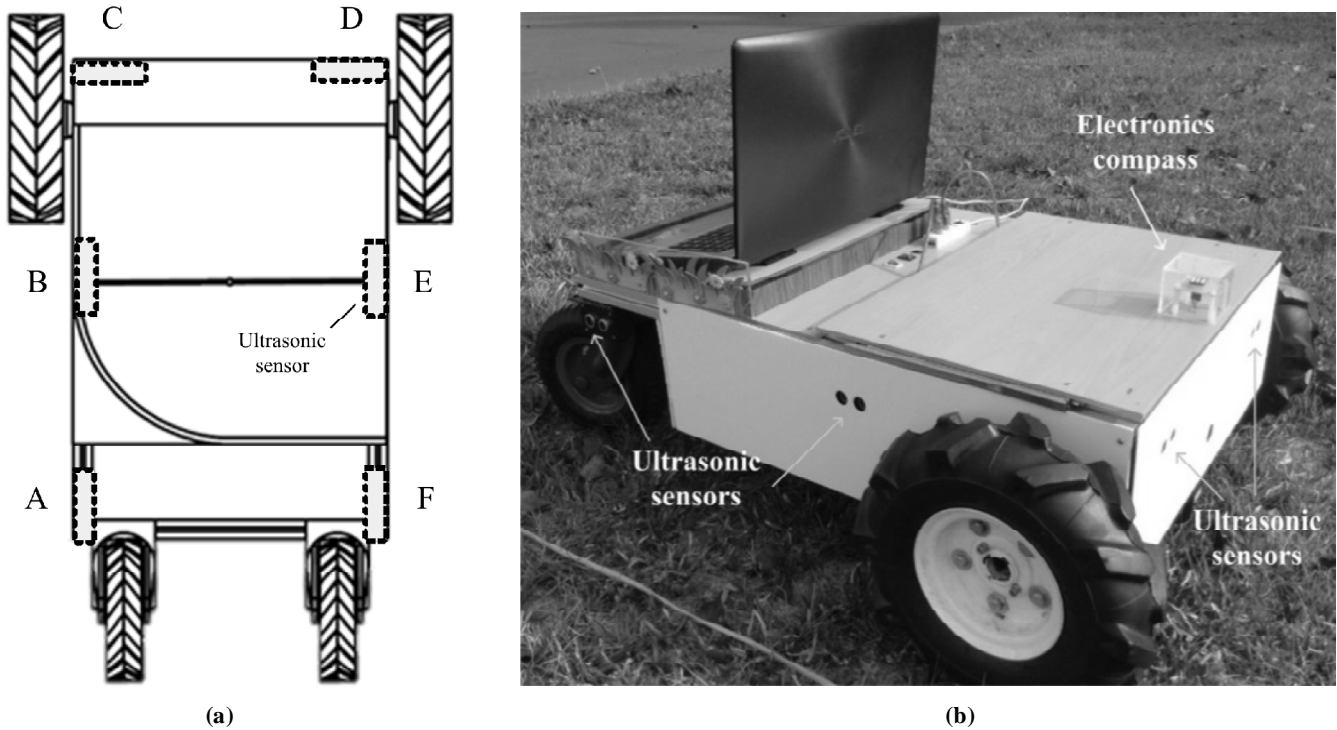 C
D
B
E
Ultrasonic
sensor
A
F
(a)
Electronics
compass
Ultrasonic
sensors
Ultrasonic
sensors
(b)